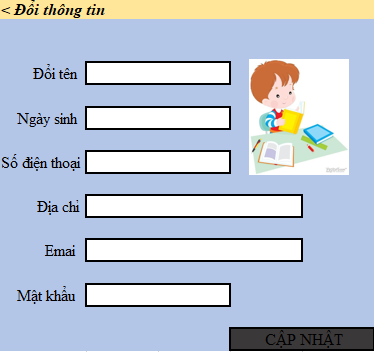 < Đổi thông tin
Đổi tên
Ngày sinh
Số điện thoại
Địa chỉ
Emai
Mật khẩu
CẬP NHẬT